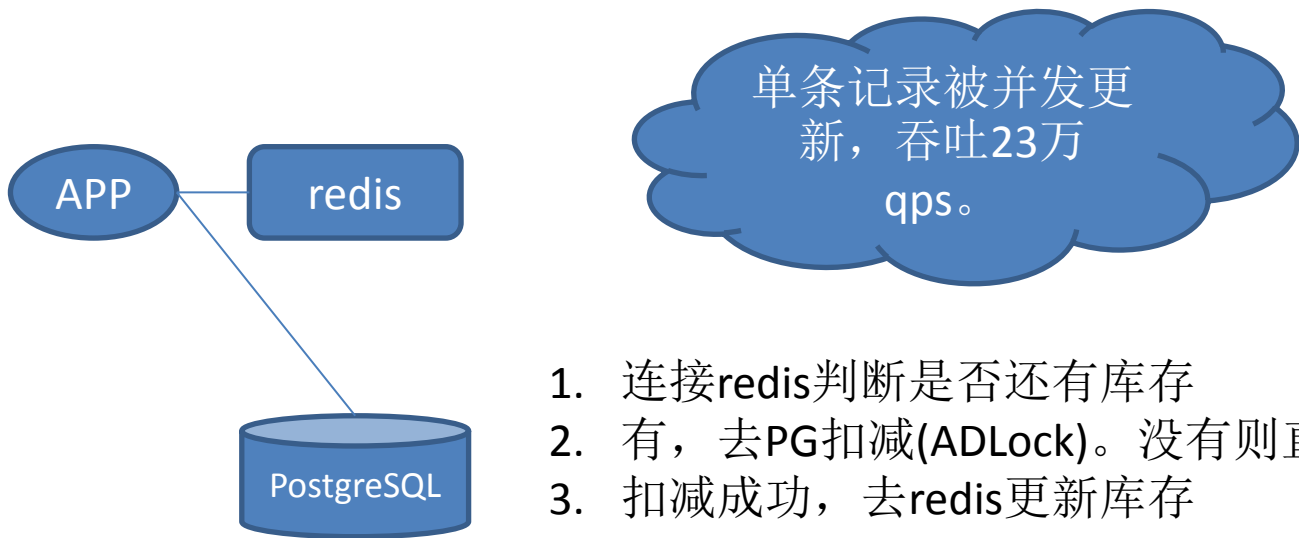 单条记录被并发更
新，吞吐23万
qps。
APP
redis
PostgreSQL
1. 连接redis判断是否还有库存
2. 有，去PG扣减(ADLock)。没有则
3. 扣减成功，去redis更新库存